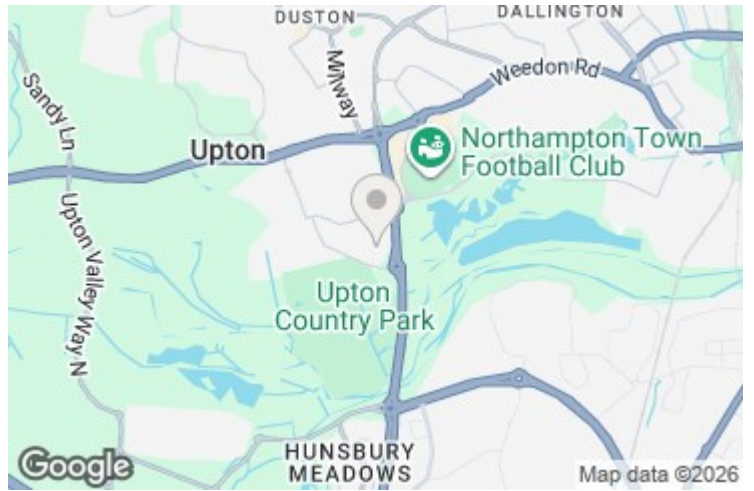 DUSTON
DALLINGTON
Sandy Ln
Millway
Weedon Rd
Upton
Northampton Town
Football Club
Upton Valley Way N
Upton
Country Park
HUNSBURY
MEADOWS
Google
Map data ©2026